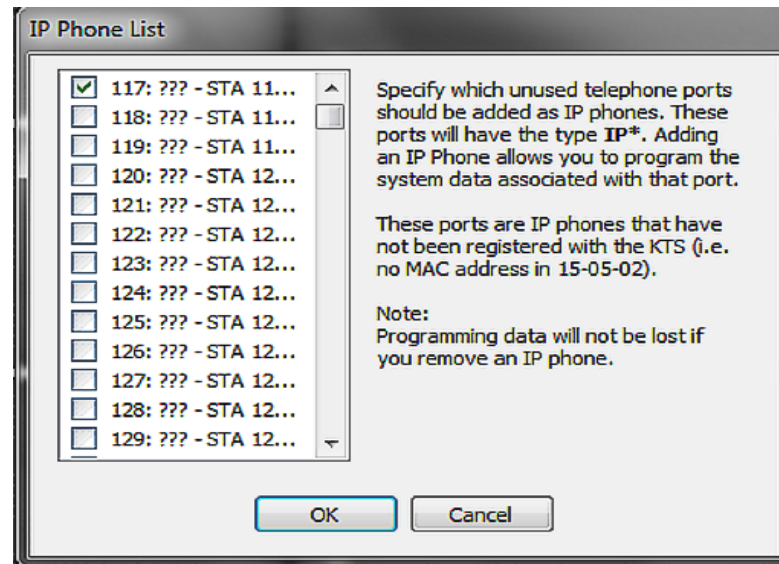 IP Phone List
117: ??? - STA 11...
118: ??? - STA 11...
119: ??? - STA 11...
120: ??? - STA 12...
121: ??? - STA 12...
122: ??? - STA 12...
123: ??? - STA 12...
124: ??? - STA 12...
125: ??? - STA 12...
126: ??? - STA 12...
127: ??? - STA 12...
128: ??? - STA 12...
129: ??? - STA 12...
Specify which unused telephone ports
should be added as IP phones. These
ports will have the type IP*. Adding
an IP Phone allows you to program the
system data associated with that port.
These ports are IP phones that have
not been registered with the KTS (i.e.
no MAC address in 15-05-02).
Note:
Programming data will not be lost if
you remove an IP phone.
OK
Cancel